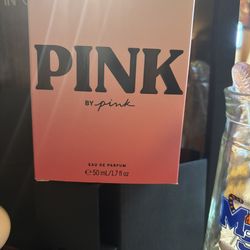 PINK
BY pink
EAU DE PARFUM
℮ 50 mL/1.7 fl oz